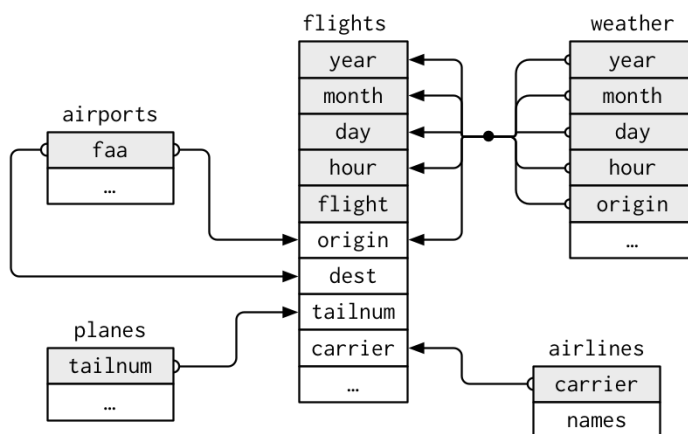 flights
year
month
day
hour
flight
origin
dest
tailnum
carrier
…
weather
year
month
day
hour
origin
…
airports
faa
…
planes
tailnum
…
airlines
carrier
names